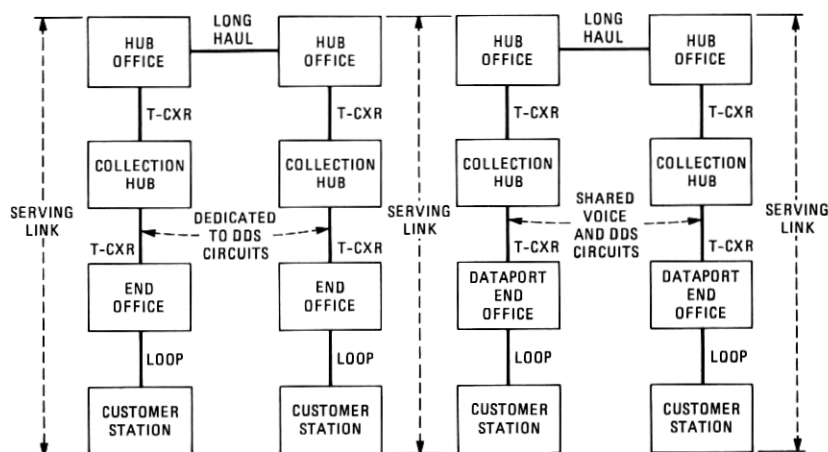 LONG
HAUL
HUB
OFFICE
HUB
OFFICE
T-CXR
T-CXR
COLLECTION
HUB
COLLECTION
HUB
SERVING
LINK
DEDICATED
TO DDS
CIRCUITS
T-CXR
T-CXR
END
OFFICE
END
OFFICE
LOOP
LOOP
CUSTOMER
STATION
CUSTOMER
STATION
SERVING
LINK
LONG
HAUL
HUB
OFFICE
HUB
OFFICE
T-CXR
T-CXR
COLLECTION
HUB
COLLECTION
HUB
SHARED
VOICE
AND DDS
CIRCUITS
SERVING
LINK
T-CXR
T-CXR
DATAPORT
END
OFFICE
DATAPORT
END
OFFICE
LOOP
LOOP
CUSTOMER
STATION
CUSTOMER
STATION